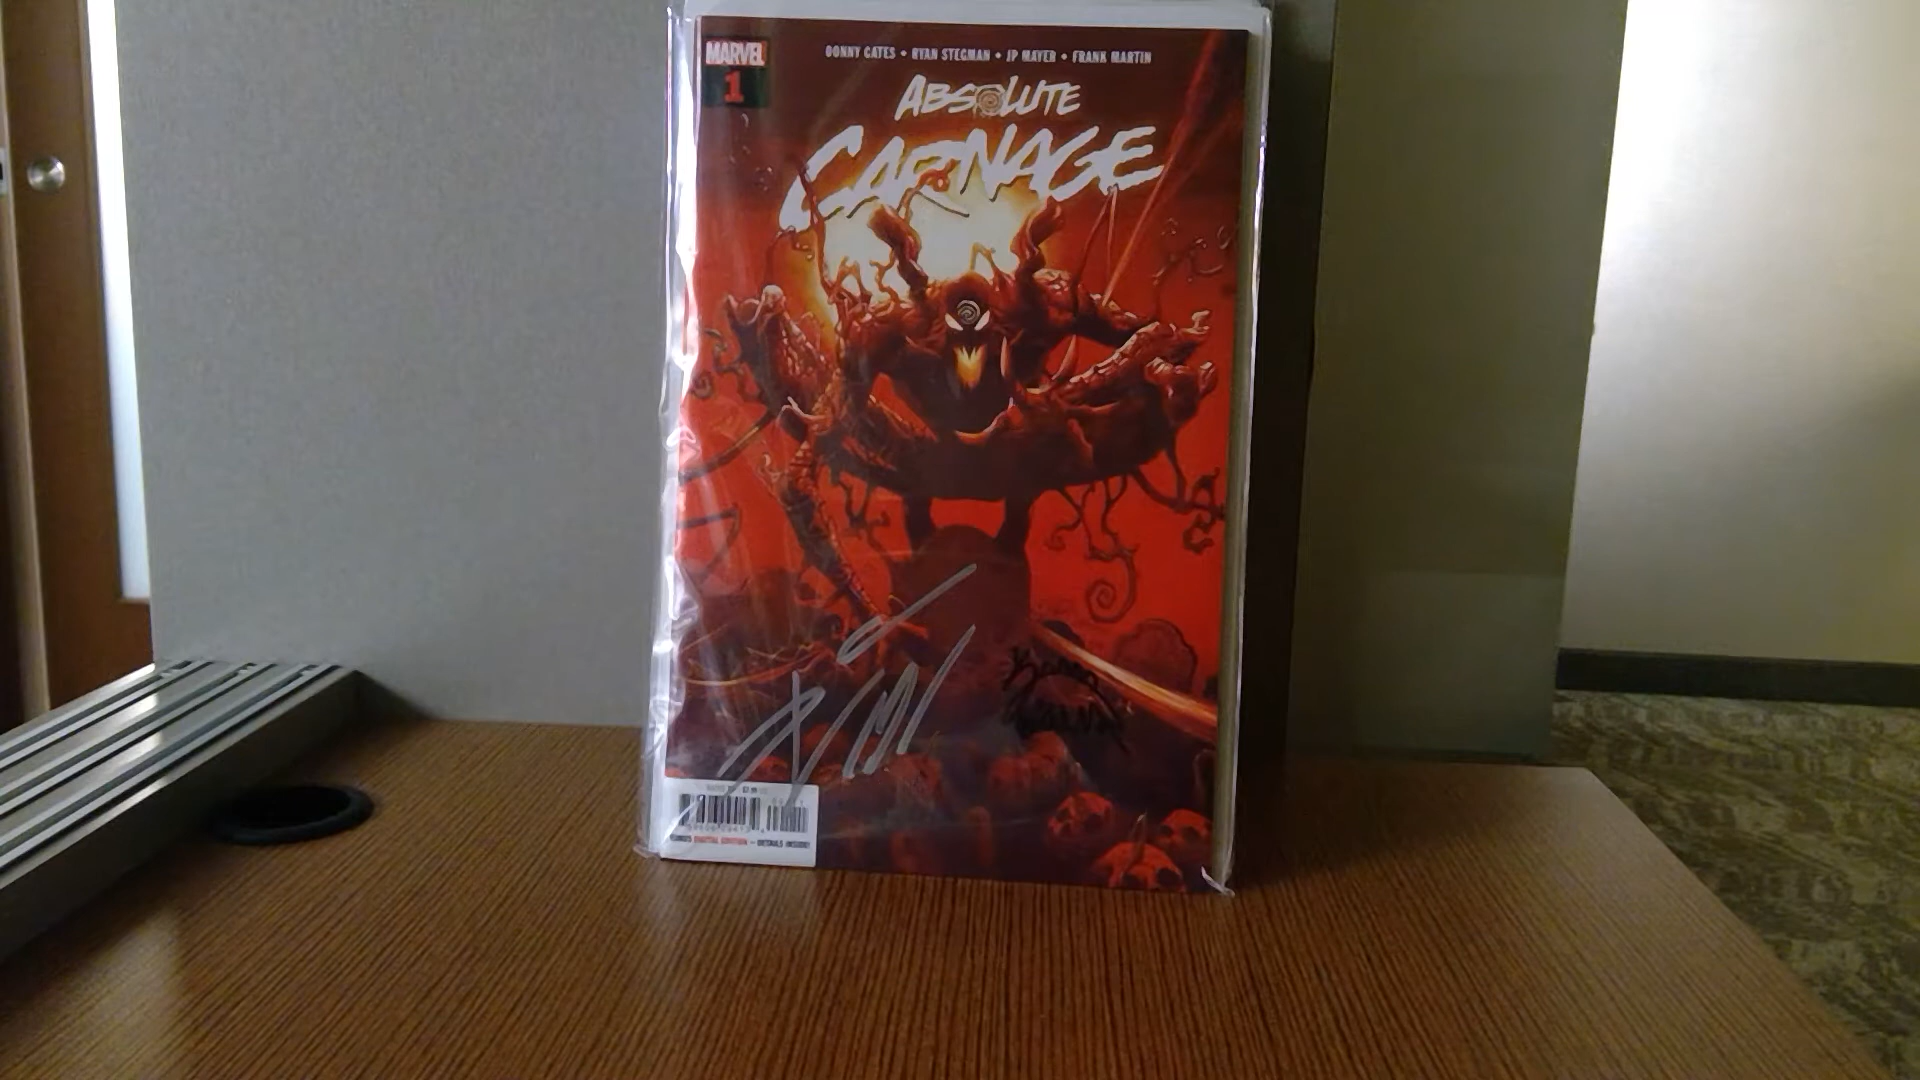 MARVEL
1
DONNY CATES • RYAN STEGMAN • JP MAYER • FRANK MARTIN
ABSOLUTE
CARNAGE
DIGITAL EDITION – DETAILS INSIDE!